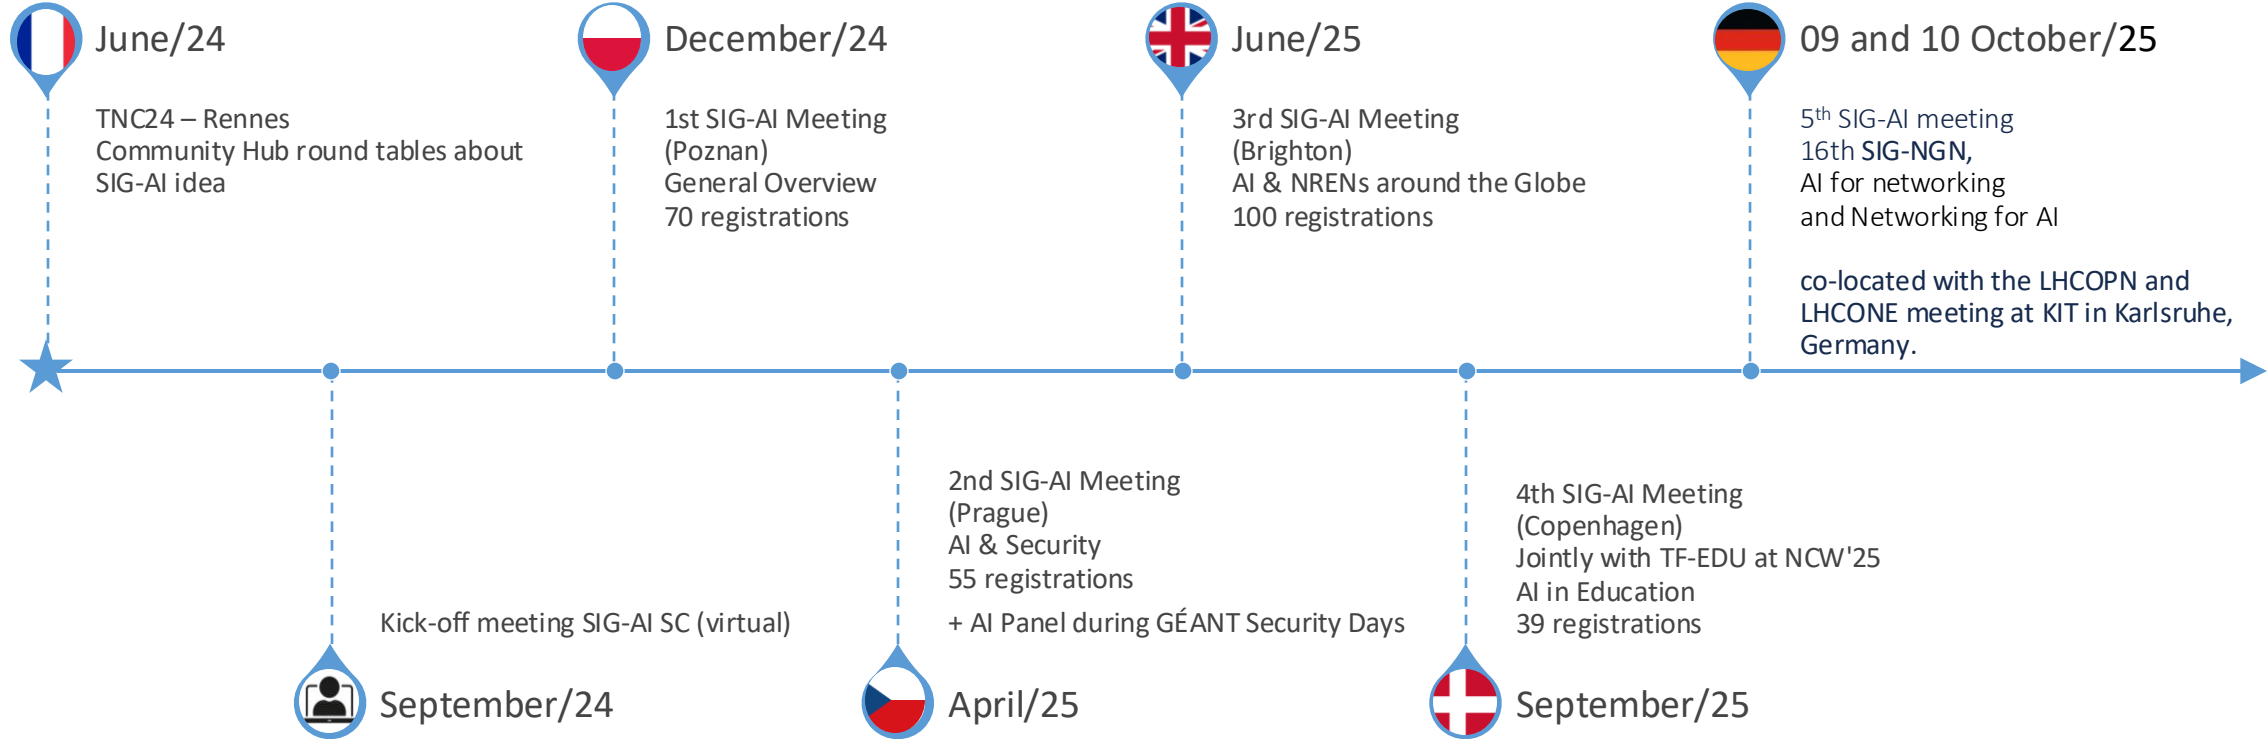 June/24
TNC24 – Rennes
Community Hub round tables about
SIG-AI idea
Kick-off meeting SIG-AI SC (virtual)
September/24
December/24
1st SIG-AI Meeting
(Poznan)
General Overview
70 registrations
2nd SIG-AI Meeting
(Prague)
AI & Security
55 registrations
+ AI Panel during GÉANT Security Days
April/25
June/25
3rd SIG-AI Meeting
(Brighton)
AI & NRENs around the Globe
100 registrations
4th SIG-AI Meeting
(Copenhagen)
Jointly with TF-EDU at NCW'25
AI in Education
39 registrations
September/25
09 and 10 October/25
5th SIG-AI meeting
16th SIG-NGN,
AI for networking
and Networking for AI
co-located with the LHCOPN and
LHCONE meeting at KIT in Karlsruhe,
Germany.